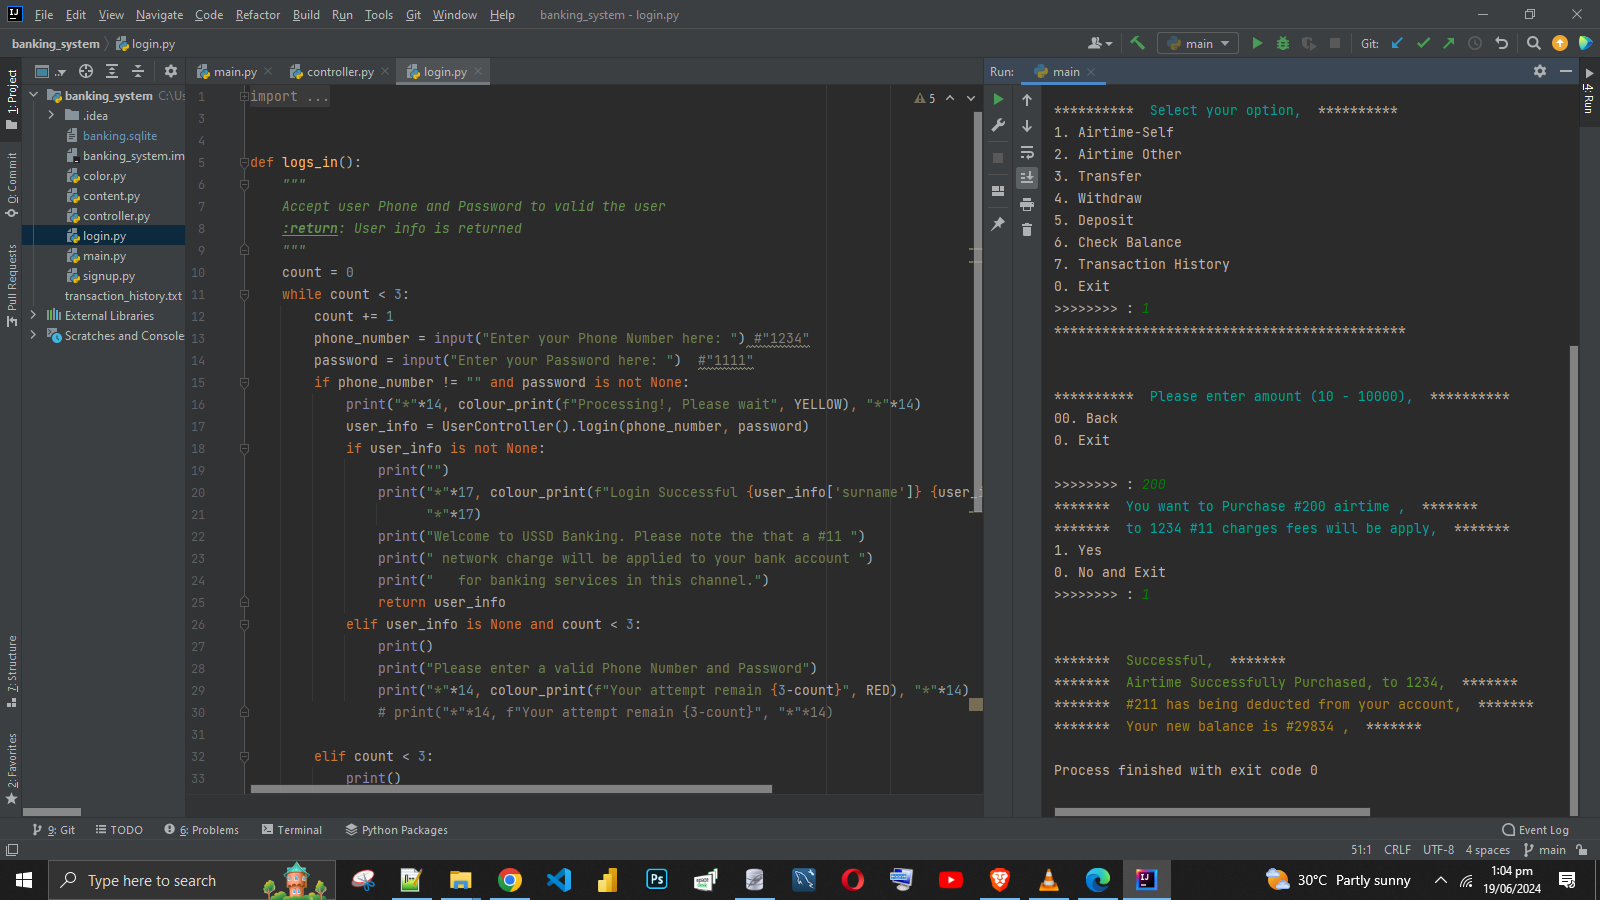 File Edit View Navigate Code Refactor Build Run Tools Git Window Help banking_system - login.py
banking_system login.py
main Git:
1: Project
0: Commit
Pull Requests
7: Structure
2: Favorites
banking_system C:\Us
.idea
banking.sqlite
banking_system.im
color.py
content.py
controller.py
login.py
main.py
signup.py
transaction_history.txt
External Libraries
Scratches and Console
main.py controller.py login.py
5
1 import ...
3
4
5 def logs_in():
6 """
7 Accept user Phone and Password to valid the user
8 :return: User info is returned
9 """
10 count = 0
11 while count < 3:
12 count += 1
13 phone_number = input("Enter your Phone Number here: ") #"1234"
14 password = input("Enter your Password here: ") #"1111"
15 if phone_number != "" and password is not None:
16 print("*"*14, colour_print(f"Processing!, Please wait", YELLOW), "*"*14)
17 user_info = UserController().login(phone_number, password)
18 if user_info is not None:
19 print("")
20 print("*"*17, colour_print(f"Login Successful {user_info['surname']} {user_i
21 "*"*17)
22 print("Welcome to USSD Banking. Please note the that a #11 ")
23 print(" network charge will be applied to your bank account ")
24 print("   for banking services in this channel.")
25 return user_info
26 elif user_info is None and count < 3:
27 print()
28 print("Please enter a valid Phone Number and Password")
29 print("*"*14, colour_print(f"Your attempt remain {3-count}", RED), "*"*14)
30 # print("*"*14, f"Your attempt remain {3-count}", "*"*14)
31
32 elif count < 3:
33 print()
Run: main
4: Run
**********  Select your option,  **********
1. Airtime-Self
2. Airtime Other
3. Transfer
4. Withdraw
5. Deposit
6. Check Balance
7. Transaction History
0. Exit
>>>>>>>> : 1
********************************************
**********  Please enter amount (10 - 10000),  **********
00. Back
0. Exit
>>>>>>>> : 200
*******  You want to Purchase #200 airtime ,  *******
*******  to 1234 #11 charges fees will be apply,  *******
1. Yes
0. No and Exit
>>>>>>>> : 1
*******  Successful,  *******
*******  Airtime Successfully Purchased, to 1234,  *******
*******  #211 has being deducted from your account,  *******
*******  Your new balance is #29834 ,  *******
Process finished with exit code 0
9: Git TODO 6: Problems Terminal Python Packages Event Log
51:1 CRLF UTF-8 4 spaces main
Type here to search
Ps
30°C Partly sunny
1:04 pm
19/06/2024